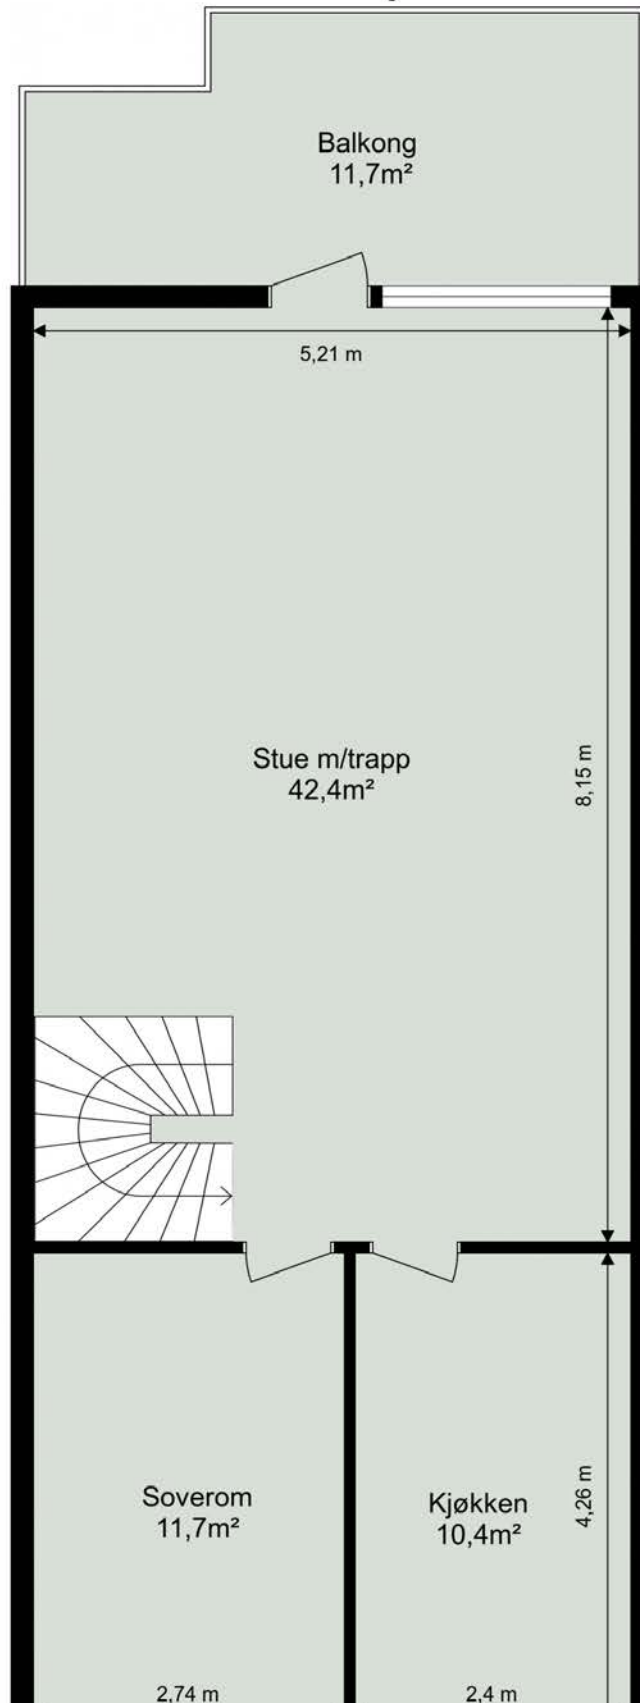 Balkong
11,7m²
5,21 m
Stue m/trapp
42,4m²
8,15 m
Soverom
11,7m²
Kjøkken
10,4m²
4,26 m
2,74 m
2,4 m